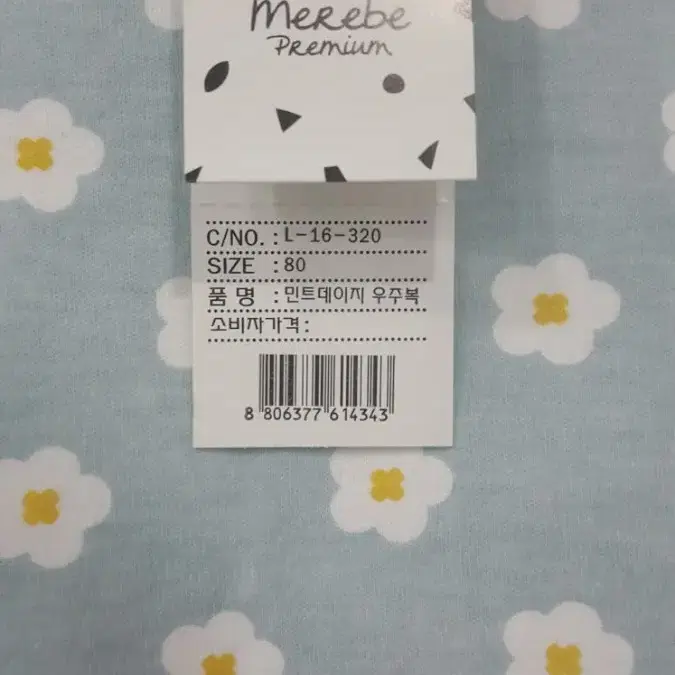 merebe
Premium
C/NO. : L-16-320
SIZE : 80
품 명 : 민트데이지 우주복
소비자가격 :
8 806377 614343